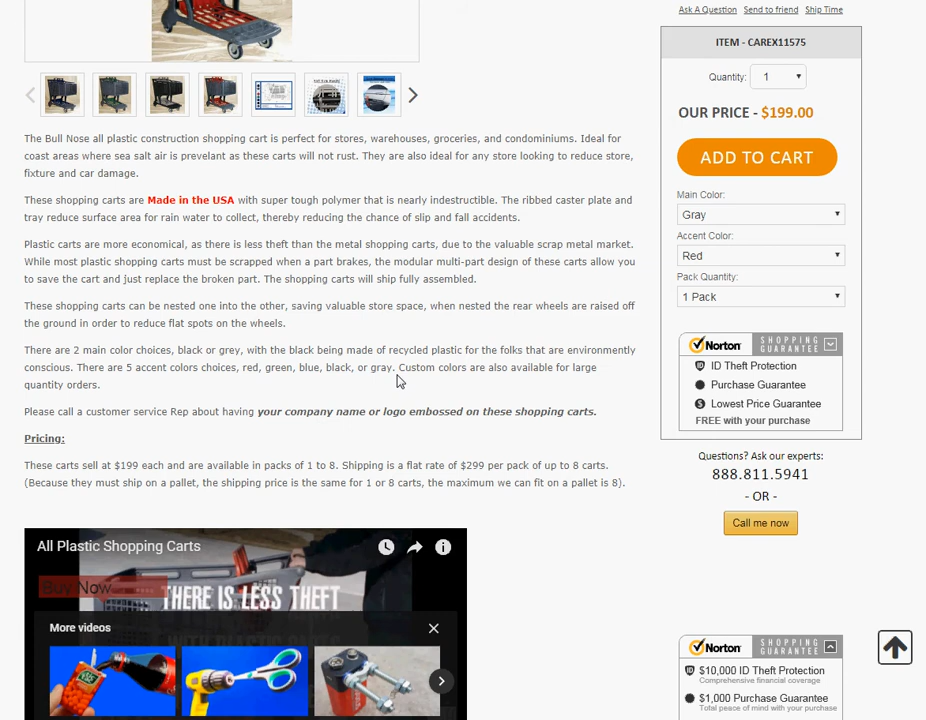 Ask A Question Send to friend Ship Time
ITEM - CAREX11575
Quantity: 1
OUR PRICE - $199.00
ADD TO CART
Main Color:
Gray
Accent Color:
Red
Pack Quantity:
1 Pack
Norton SHOPPING GUARANTEE
ID Theft Protection
Purchase Guarantee
Lowest Price Guarantee
FREE with your purchase
Questions? Ask our experts:
888.811.5941
- OR -
Call me now
The Bull Nose all plastic construction shopping cart is perfect for stores, warehouses, groceries, and condominiums. Ideal for
coast areas where sea salt air is prevelant as these carts will not rust. They are also ideal for any store looking to reduce store,
fixture and car damage.
These shopping carts are Made in the USA with super tough polymer that is nearly indestructible. The ribbed caster plate and
tray reduce surface area for rain water to collect, thereby reducing the chance of slip and fall accidents.
Plastic carts are more economical, as there is less theft than the metal shopping carts, due to the valuable scrap metal market.
While most plastic shopping carts must be scrapped when a part brakes, the modular multi-part design of these carts allow you
to save the cart and just replace the broken part. The shopping carts will ship fully assembled.
These shopping carts can be nested one into the other, saving valuable store space, when nested the rear wheels are raised off
the ground in order to reduce flat spots on the wheels.
There are 2 main color choices, black or grey, with the black being made of recycled plastic for the folks that are environmently
conscious. There are 5 accent colors choices, red, green, blue, black, or gray. Custom colors are also available for large
quantity orders.
Please call a customer service Rep about having your company name or logo embossed on these shopping carts.
Pricing:
These carts sell at $199 each and are available in packs of 1 to 8. Shipping is a flat rate of $299 per pack of up to 8 carts.
(Because they must ship on a pallet, the shipping price is the same for 1 or 8 carts, the maximum we can fit on a pallet is 8).
All Plastic Shopping Carts
Buy Now
THERE IS LESS THEFT
More videos
Norton SHOPPING GUARANTEE
$10,000 ID Theft Protection
Comprehensive financial coverage
$1,000 Purchase Guarantee
Total peace of mind with your purchase